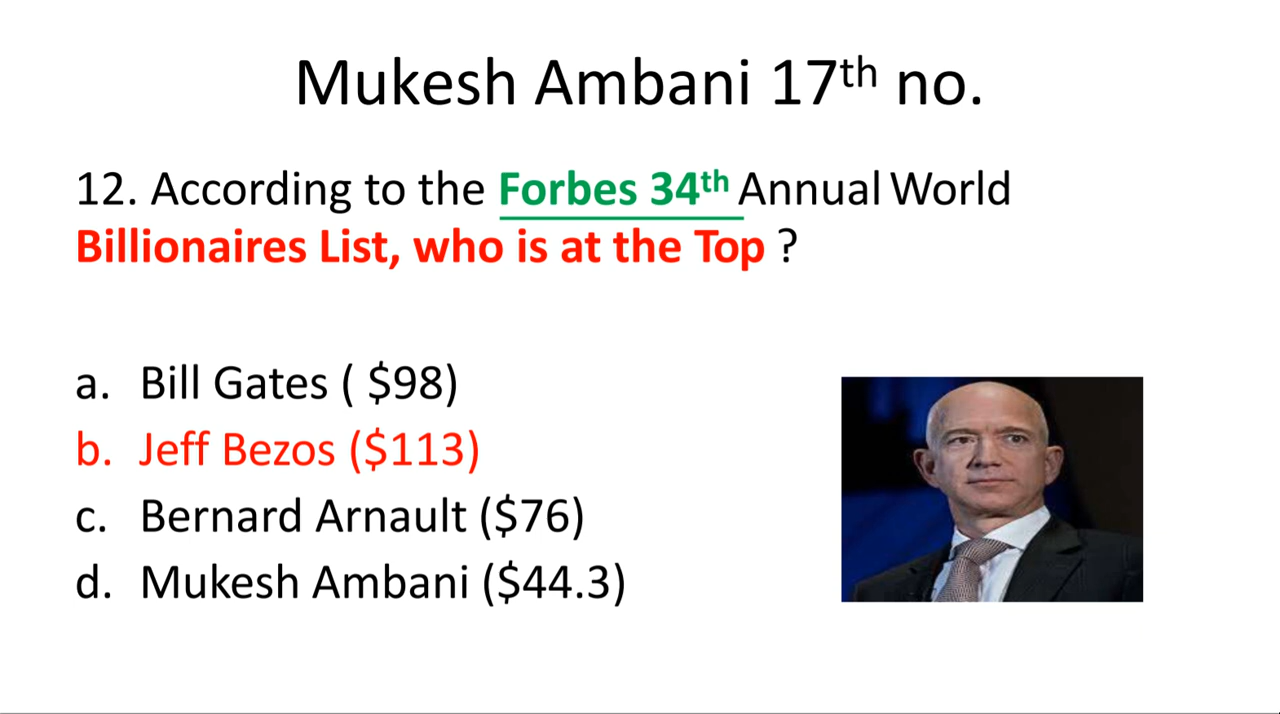 Mukesh Ambani 17th no.
12. According to the Forbes 34th Annual World
Billionaires List, who is at the Top ?
a. Bill Gates ( $98)
b. Jeff Bezos ($113)
c. Bernard Arnault ($76)
d. Mukesh Ambani ($44.3)